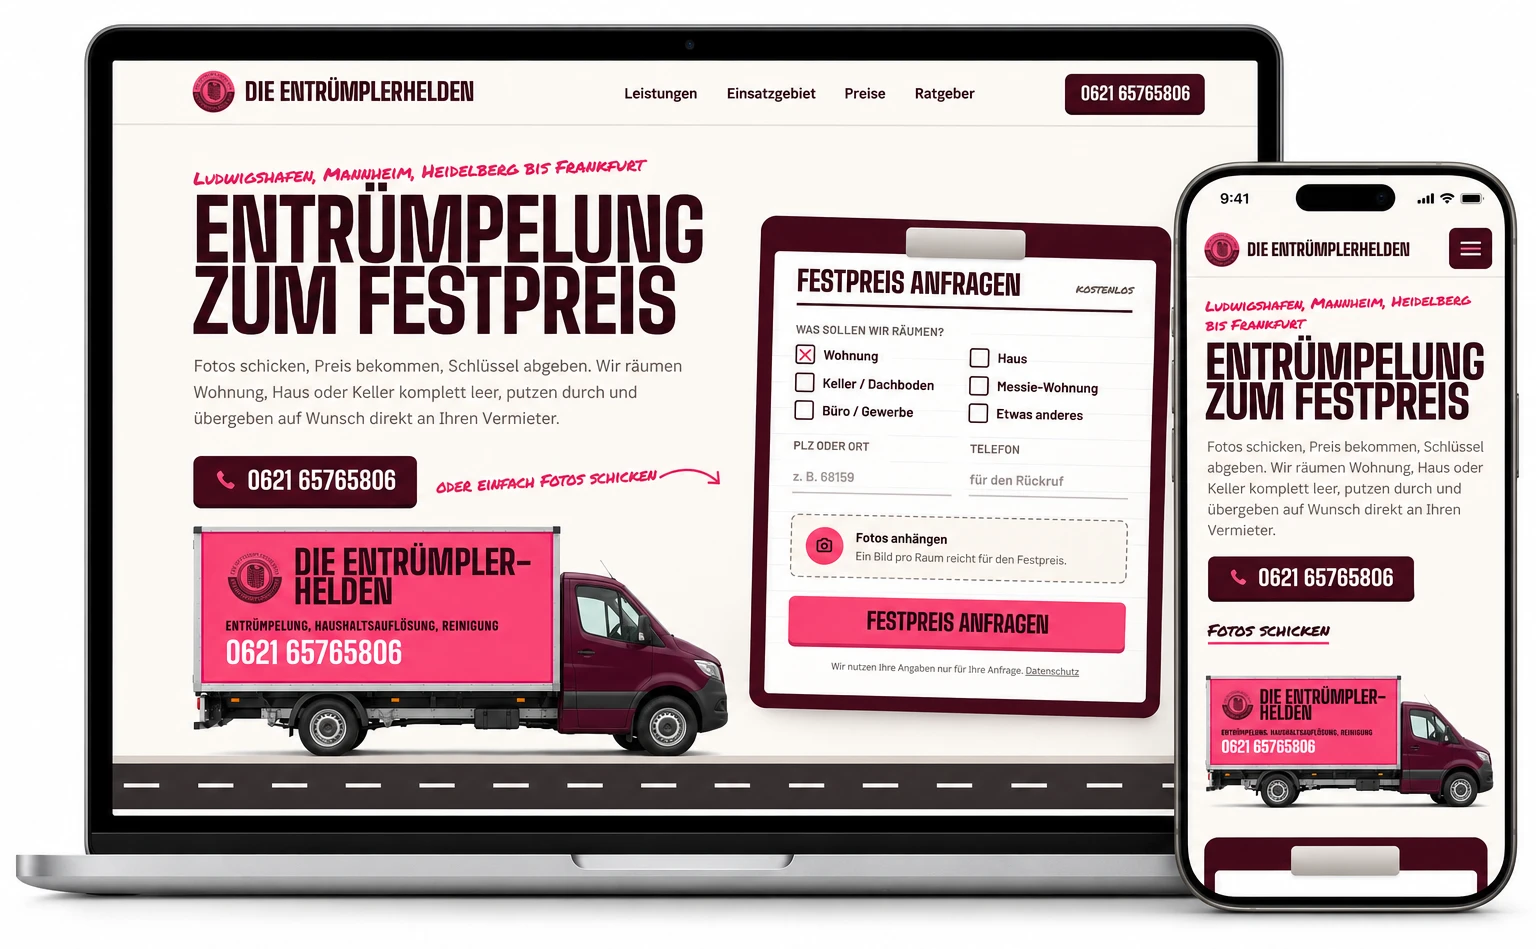 DIE ENTRÜMPLERHELDEN
Leistungen Einsatzgebiet Preise Ratgeber
0621 65765806
LUDWIGSHAFEN, MANNHEIM, HEIDELBERG BIS FRANKFURT
ENTRÜMPELUNG
ZUM FESTPREIS
Fotos schicken, Preis bekommen, Schlüssel abgeben. Wir räumen
Wohnung, Haus oder Keller komplett leer, putzen durch und
übergeben auf Wunsch direkt an Ihren Vermieter.
0621 65765806
ODER EINFACH FOTOS SCHICKEN
DIE ENTRÜMPLER-
HELDEN
ENTRÜMPELUNG, HAUSHALTSAUFLÖSUNG, REINIGUNG
0621 65765806
FESTPREIS ANFRAGEN
KOSTENLOS
WAS SOLLEN WIR RÄUMEN?
Wohnung
Haus
Keller / Dachboden
Messie-Wohnung
Büro / Gewerbe
Etwas anderes
PLZ ODER ORT
TELEFON
z. B. 68159
für den Rückruf
Fotos anhängen
Ein Bild pro Raum reicht für den Festpreis.
FESTPREIS ANFRAGEN
Wir nutzen Ihre Angaben nur für Ihre Anfrage. Datenschutz
9:41
DIE ENTRÜMPLERHELDEN
LUDWIGSHAFEN, MANNHEIM, HEIDELBERG
BIS FRANKFURT
ENTRÜMPELUNG
ZUM FESTPREIS
Fotos schicken, Preis bekommen, Schlüssel
abgeben. Wir räumen Wohnung, Haus oder
Keller komplett leer, putzen durch und
übergeben auf Wunsch direkt an Ihren
Vermieter.
0621 65765806
FOTOS SCHICKEN
DIE ENTRÜMPLER-
HELDEN
ENTRÜMPELUNG, HAUSHALTSAUFLÖSUNG, REINIGUNG
0621 65765806